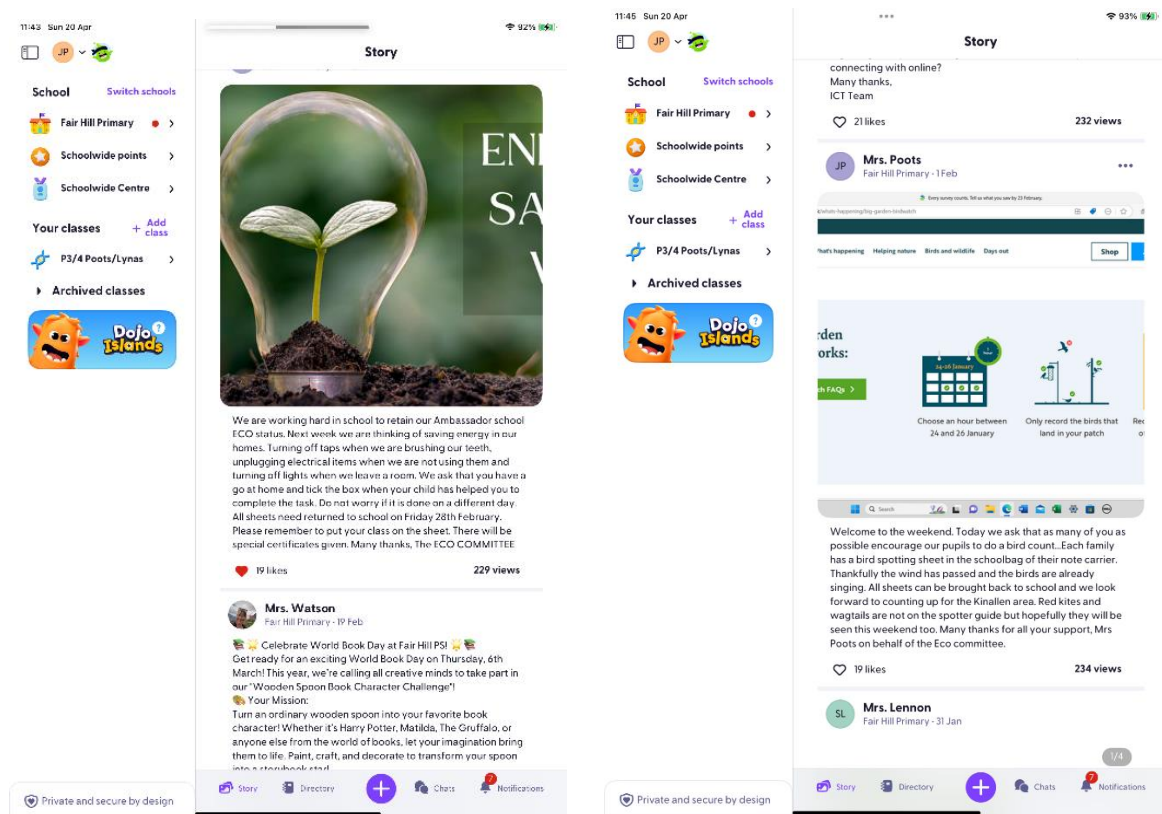 11:43 Sun 20 Apr
92%
JP
Story
School
Switch schools
Fair Hill Primary
Schoolwide points
Schoolwide Centre
Your classes
+ Add class
P3/4 Poots/Lynas
Archived classes
Dojo Islands
?
EN
SA
We are working hard in school to retain our Ambassador school
ECO status. Next week we are thinking of saving energy in our
homes. Turning off taps when we are brushing our teeth,
unplugging electrical items when we are not using them and
turning off lights when we leave a room. We ask that you have a
go at home and tick the box when your child has helped you to
complete the task. Do not worry if it is done on a different day.
All sheets need returned to school on Friday 28th February.
Please remember to put your class on the sheet. There will be
special certificates given. Many thanks, The ECO COMMITTEE
19 likes
229 views
Mrs. Watson
Fair Hill Primary · 19 Feb
Celebrate World Book Day at Fair Hill PS!
Get ready for an exciting World Book Day on Thursday, 6th
March! This year, we're calling all creative minds to take part in
our "Wooden Spoon Book Character Challenge"!
Your Mission:
Turn an ordinary wooden spoon into your favorite book
character! Whether it's Harry Potter, Matilda, The Gruffalo, or
anyone else from the world of books, let your imagination bring
them to life. Paint, craft, and decorate to transform your spoon
into a storybook star!
Private and secure by design
Story
Directory
+
Chats
7
Notifications
11:45 Sun 20 Apr
93%
JP
Story
School
Switch schools
Fair Hill Primary
Schoolwide points
Schoolwide Centre
Your classes
+ Add class
P3/4 Poots/Lynas
Archived classes
Dojo Islands
?
connecting with online?
Many thanks,
ICT Team
21 likes
232 views
JP
Mrs. Poots
Fair Hill Primary · 1 Feb
Every survey counts. Tell us what you saw by 23 February.
/whats-happening/big-garden-birdwatch
What's happening
Helping nature
Birds and wildlife
Days out
Shop
rden
orks:
ch FAQs >
24-26 January
Choose an hour between
24 and 26 January
Only record the birds that
land in your patch
Rec
Search
Welcome to the weekend. Today we ask that as many of you as
possible encourage our pupils to do a bird count...Each family
has a bird spotting sheet in the schoolbag of their note carrier.
Thankfully the wind has passed and the birds are already
singing. All sheets can be brought back to school and we look
forward to counting up for the Kinallen area. Red kites and
wagtails are not on the spotter guide but hopefully they will be
seen this weekend too. Many thanks for all your support, Mrs
Poots on behalf of the Eco committee.
19 likes
234 views
SL
Mrs. Lennon
Fair Hill Primary · 31 Jan
1/4
Private and secure by design
Story
Directory
+
Chats
7
Notifications